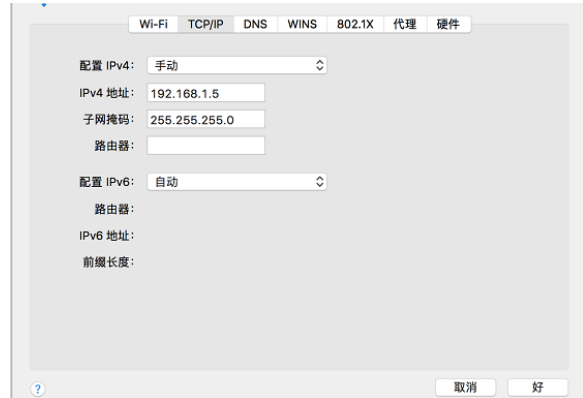 Wi-Fi TCP/IP DNS WINS 802.1X 代理 硬件
配置 IPv4： 手动
IPv4 地址： 192.168.1.5
子网掩码： 255.255.255.0
路由器：
配置 IPv6： 自动
路由器：
IPv6 地址：
前缀长度：
? 取消 好